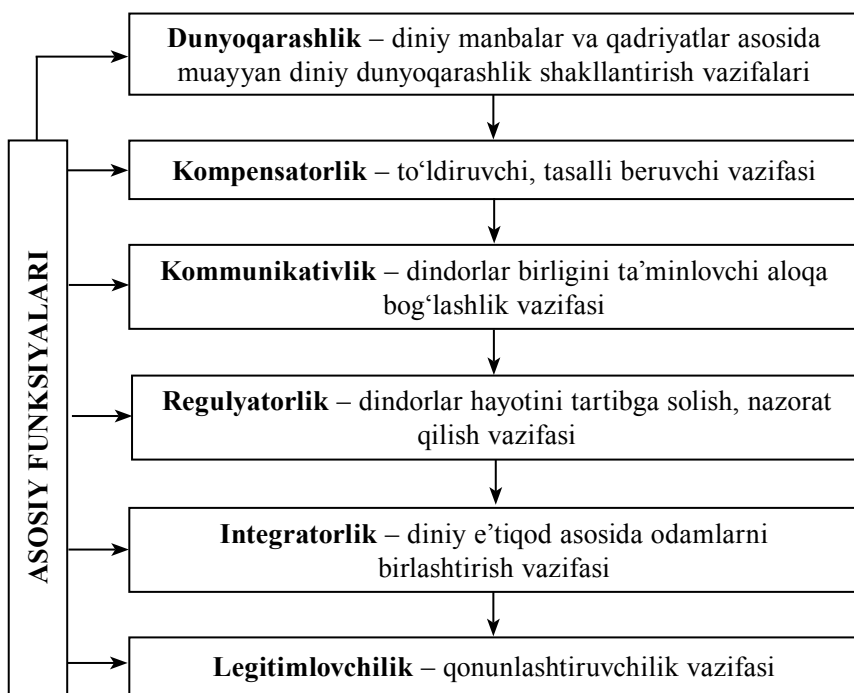 Dunyoqarashlik – diniy manbalar va qadriyatlar asosida
muayyan diniy dunyoqarashlik shakllantirish vazifalari
ASOSIY FUNKSIYALARI
Kompensatorlik – to‘ldiruvchi, tasalli beruvchi vazifasi
Kommunikativlik – dindorlar birligini ta’minlovchi aloqa
bog‘lashlik vazifasi
Regulyatorlik – dindorlar hayotini tartibga solish, nazorat
qilish vazifasi
Integratorlik – diniy e’tiqod asosida odamlarni
birlashtirish vazifasi
Legitimlovchilik – qonunlashtiruvchilik vazifasi